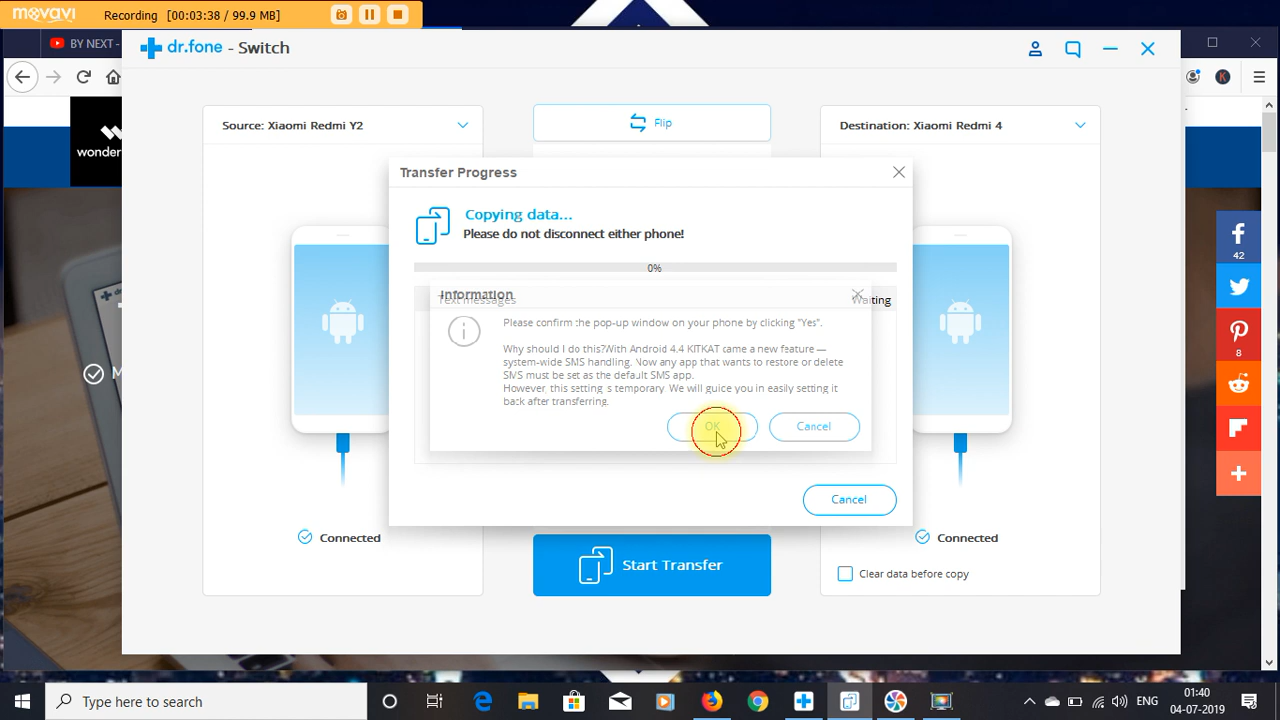 movavi
Recording [00:03:38 / 99.9 MB]
BY NEXT -
dr.fone - Switch
wonder
M
Source: Xiaomi Redmi Y2
Flip
Destination: Xiaomi Redmi 4
Transfer Progress
Copying data...
Please do not disconnect either phone!
0%
Text messages
Waiting
Information
Please confirm the pop-up window on your phone by clicking "Yes".
Why should I do this?With Android 4.4 KITKAT came a new feature —
system-wide SMS handling. Now any app that wants to restore or delete
SMS must be set as the default SMS app.
However, this setting is temporary. We will guide you in easily setting it
back after transferring.
OK
Cancel
Cancel
Connected
Start Transfer
Connected
Clear data before copy
42
8
K
Type here to search
ENG
01:40
04-07-2019